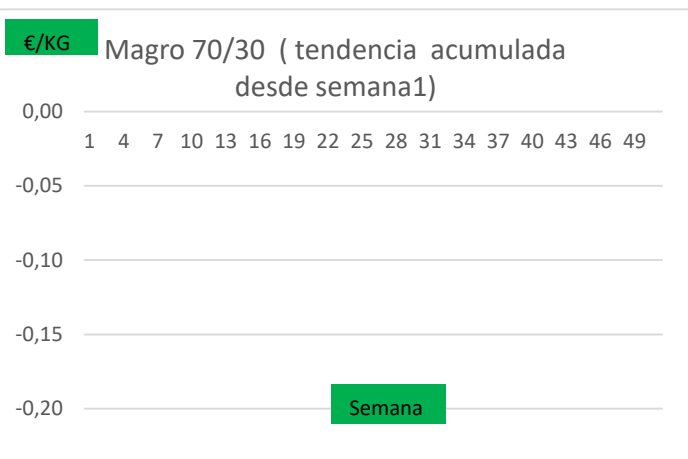 €/KG
Magro 70/30 ( tendencia acumulada
desde semana1)
0,00
1 4 7 10 13 16 19 22 25 28 31 34 37 40 43 46 49
-0,05
-0,10
-0,15
-0,20
Semana